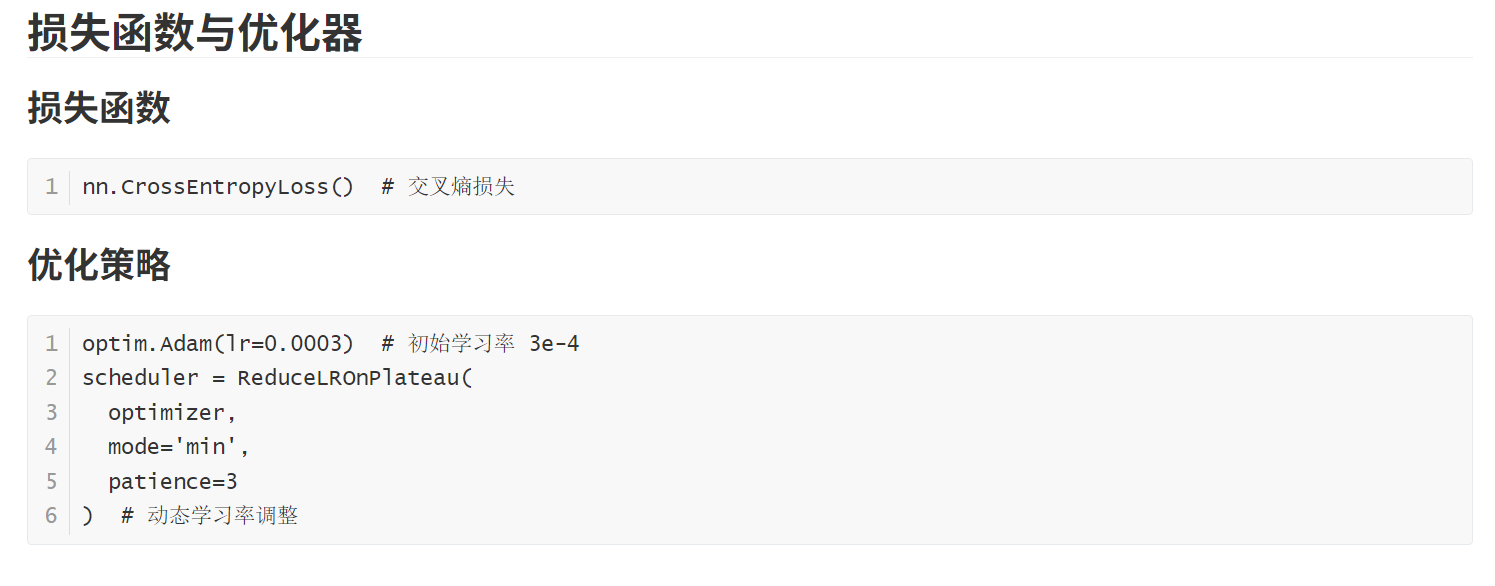 损失函数与优化器
损失函数
1 nn.CrossEntropyLoss()  # 交叉熵损失
优化策略
1 optim.Adam(lr=0.0003)  # 初始学习率 3e-4
2 scheduler = ReduceLROnPlateau(
3   optimizer,
4   mode='min',
5   patience=3
6 )  # 动态学习率调整